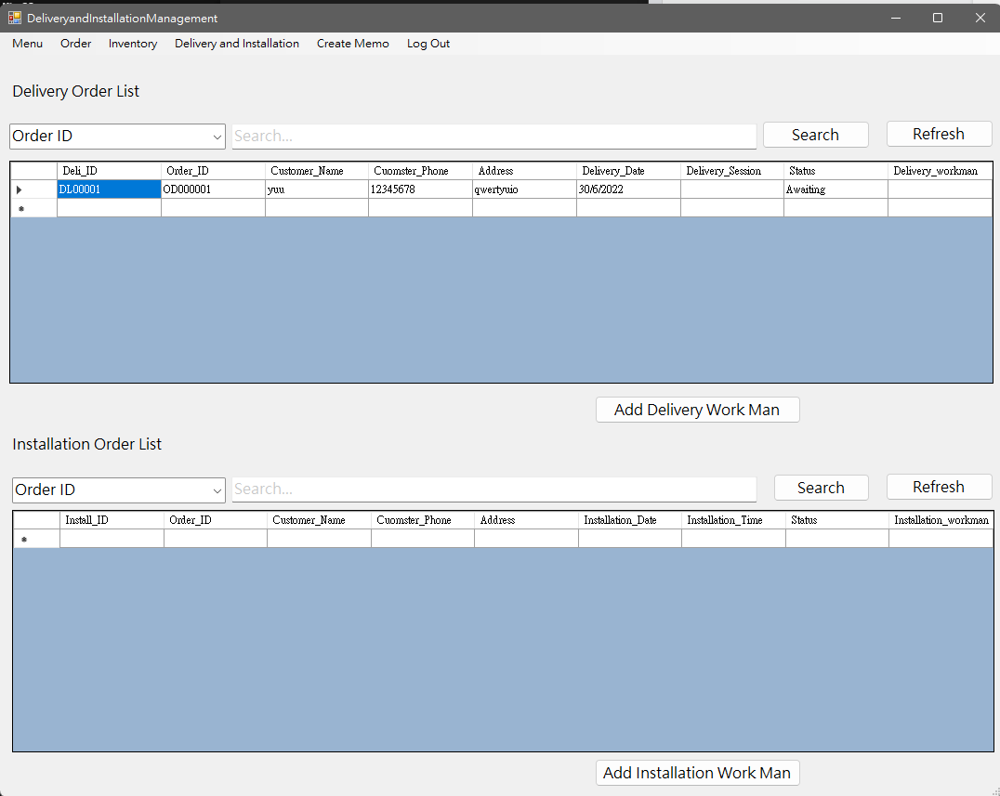 DeliveryandInstallationManagement
Menu Order Inventory Delivery and Installation Create Memo Log Out
Delivery Order List
Order ID Search... Search Refresh
Deli_ID Order_ID Customer_Name Cuomster_Phone Address Delivery_Date Delivery_Session Status Delivery_workman
DL00001 OD000001 yuu 12345678 qwertyuio 30/6/2022 Awaiting
Add Delivery Work Man
Installation Order List
Order ID Search... Search Refresh
Install_ID Order_ID Customer_Name Cuomster_Phone Address Installation_Date Installation_Time Status Installation_workman
Add Installation Work Man